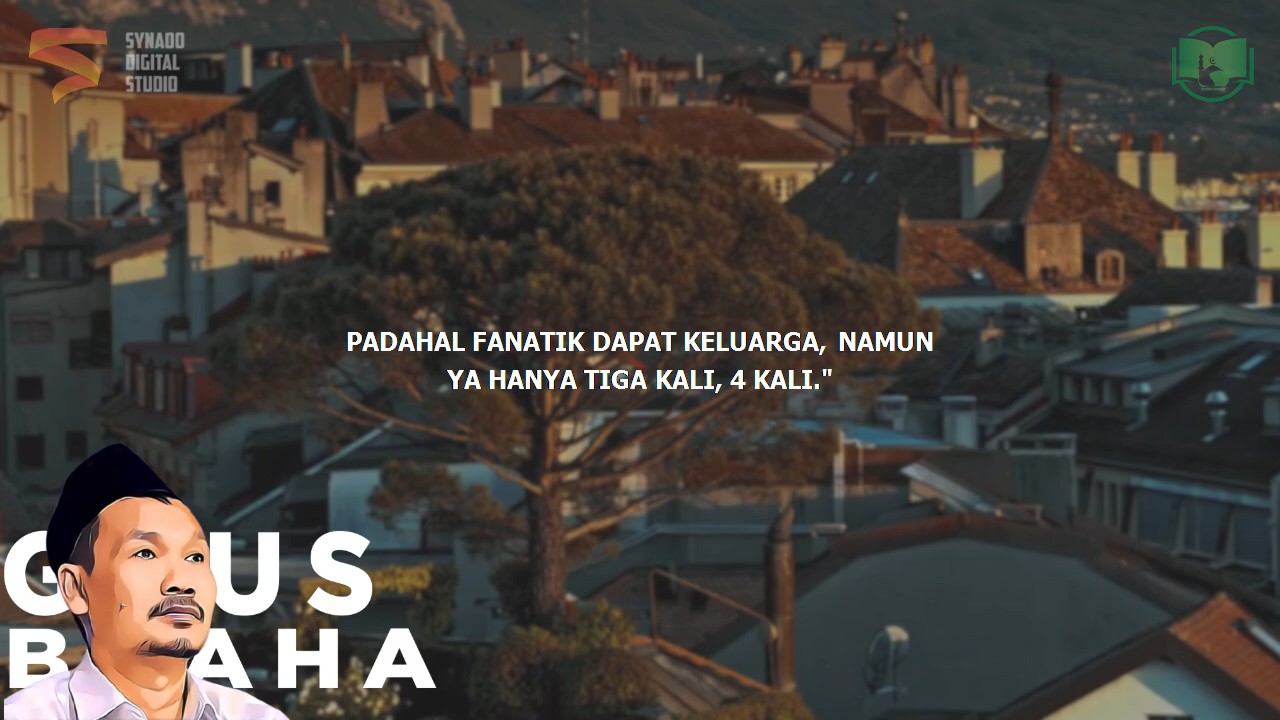 SYNADO
DIGITAL
STUDIO
PADAHAL FANATIK DAPAT KELUARGA, NAMUN
YA HANYA TIGA KALI, 4 KALI."
GUS
BAHA